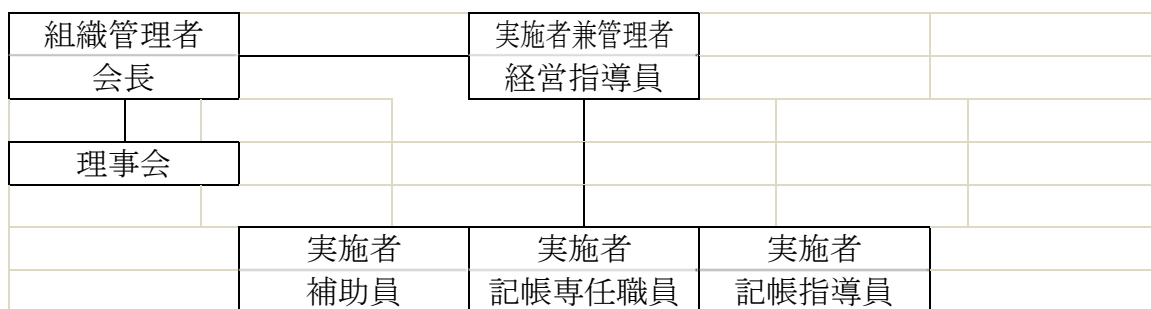 組織管理者
会長
実施者兼管理者
経営指導員
理事会
実施者
補助員
実施者
記帳専任職員
実施者
記帳指導員